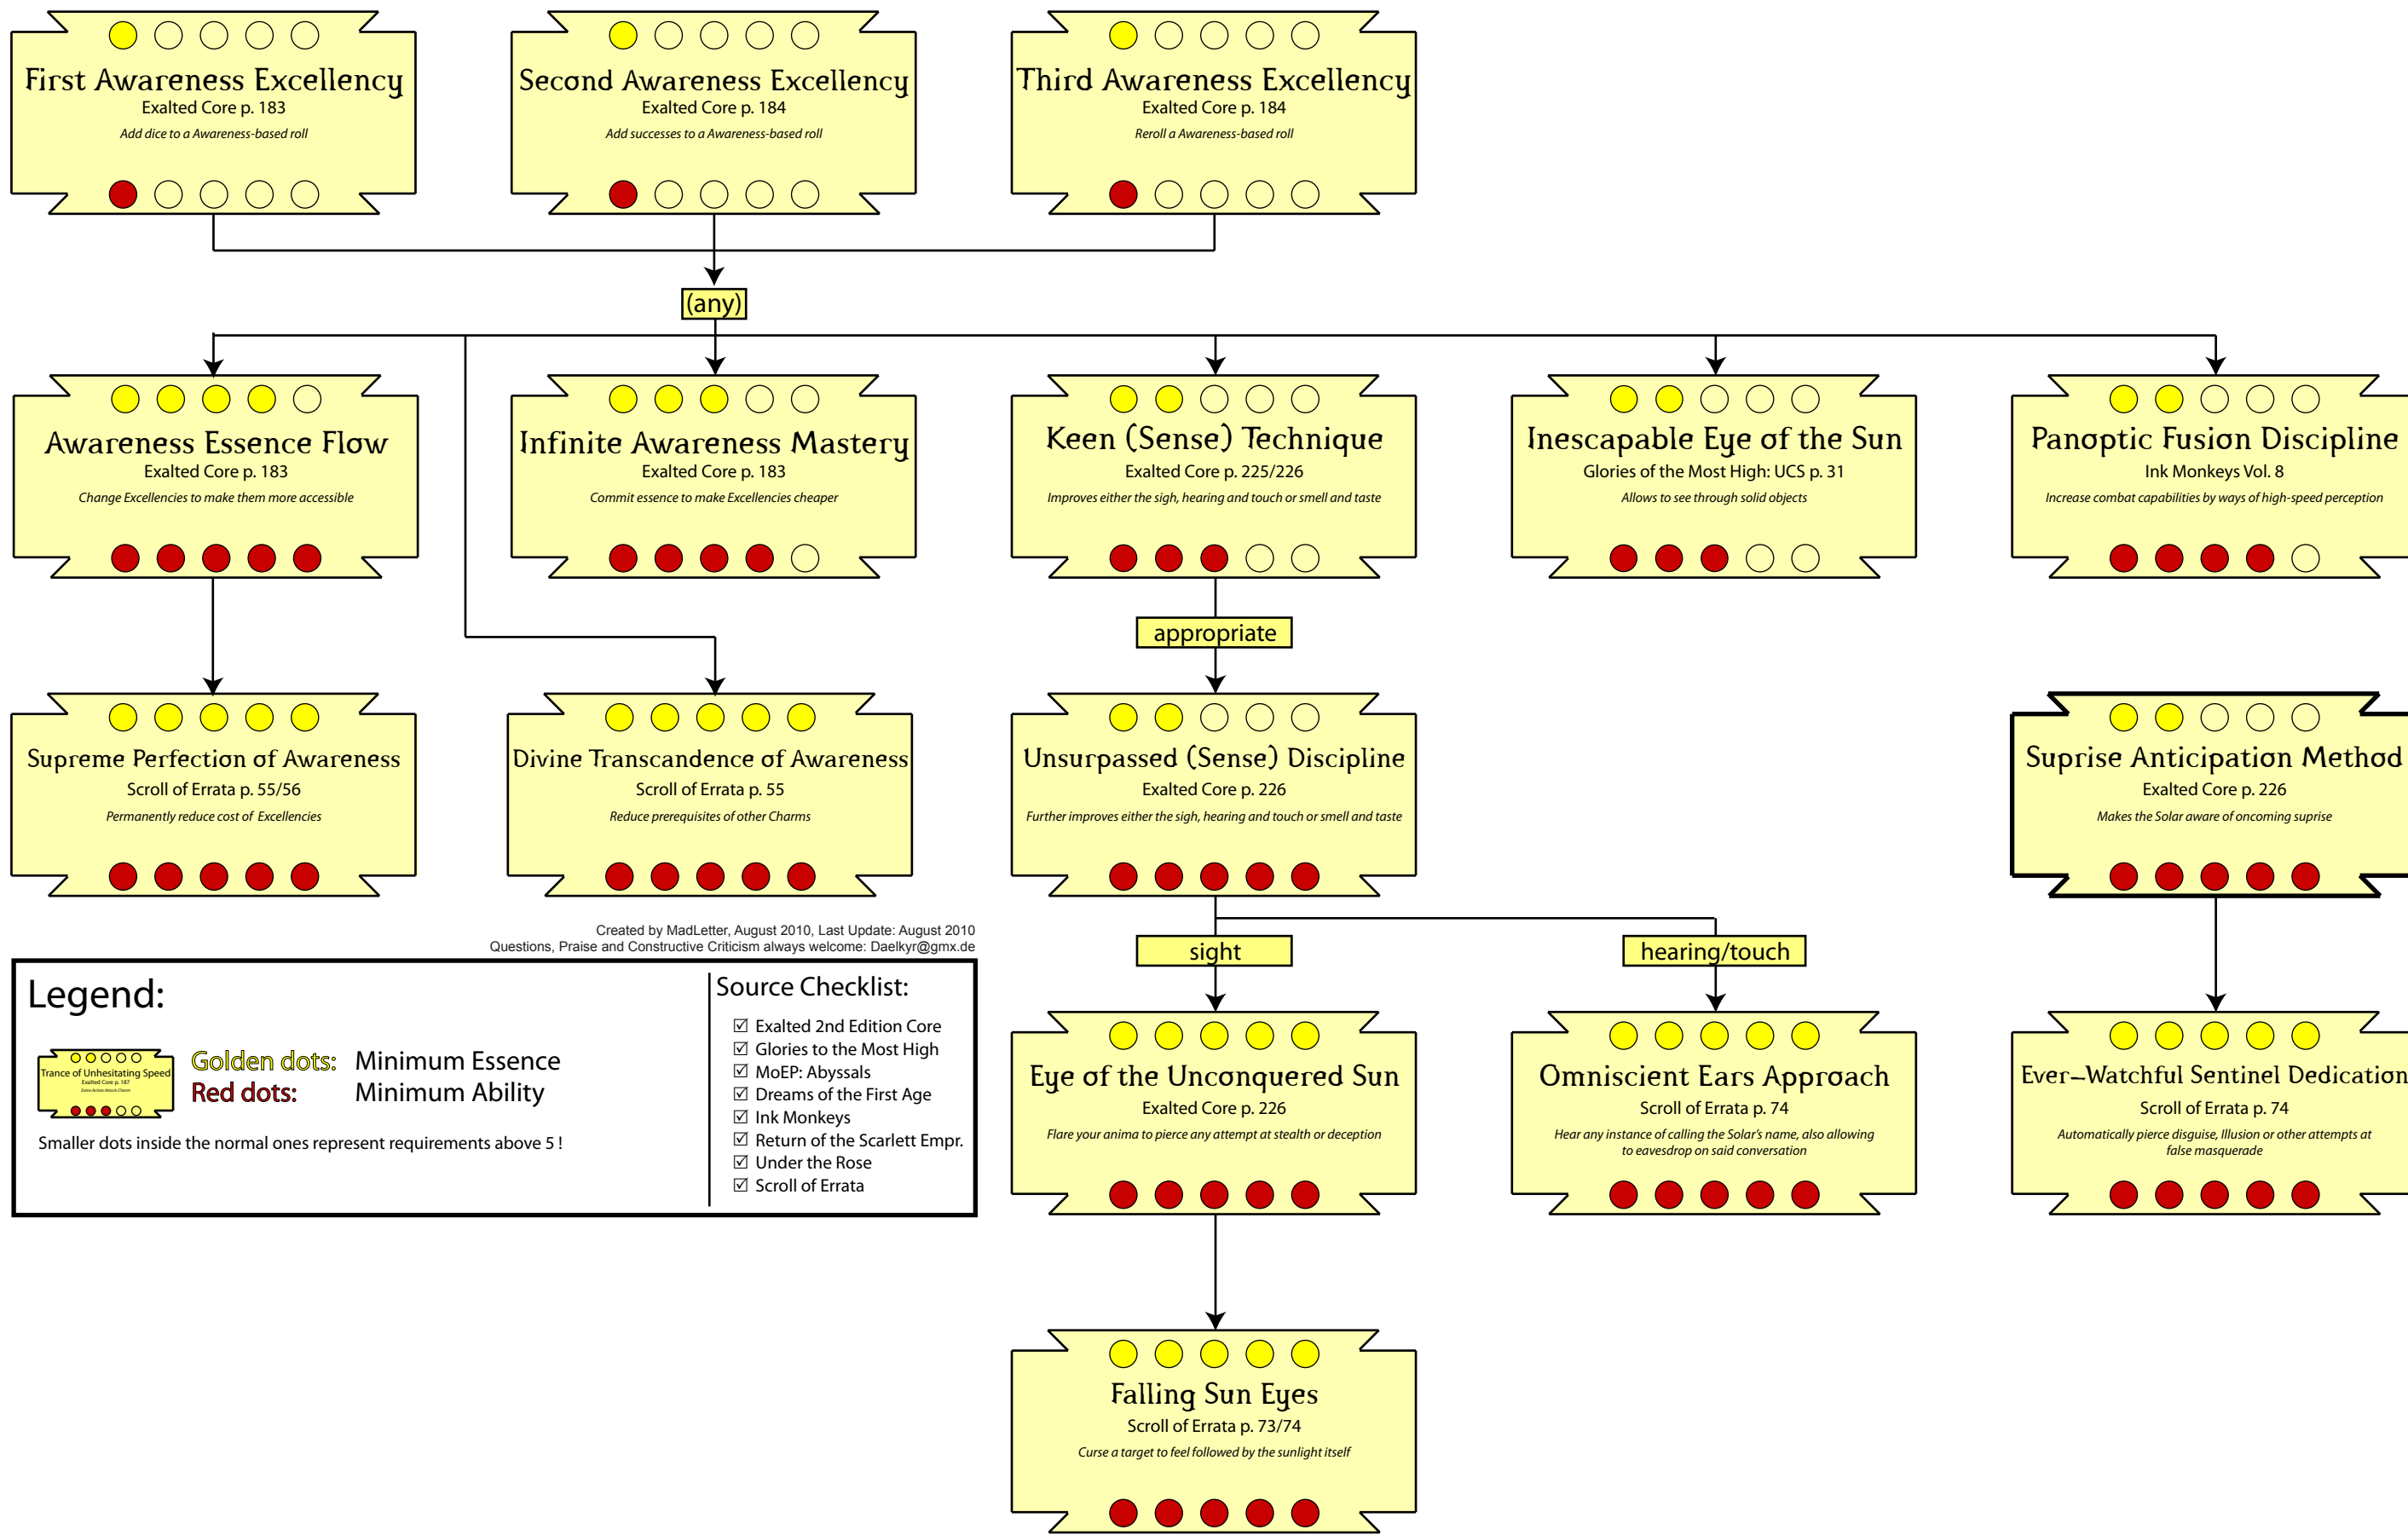 First Awareness Excellency
Exalted Core p. 183
Add dice to a Awareness-based roll
Second Awareness Excellency
Exalted Core p. 184
Add successes to a Awareness-based roll
Third Awareness Excellency
Exalted Core p. 184
Reroll a Awareness-based roll
(any)
Awareness Essence Flow
Exalted Core p. 183
Change Excellencies to make them more accessible
Infinite Awareness Mastery
Exalted Core p. 183
Commit essence to make Excellencies cheaper
Keen (Sense) Technique
Exalted Core p. 225/226
Improves either the sigh, hearing and touch or smell and taste
Inescapable Eye of the Sun
Glories of the Most High: UCS p. 31
Allows to see through solid objects
Panoptic Fusion Discipline
Ink Monkeys Vol. 8
Increase combat capabilities by ways of high-speed perception
appropriate
Supreme Perfection of Awareness
Scroll of Errata p. 55/56
Permanently reduce cost of Excellencies
Divine Transcandence of Awareness
Scroll of Errata p. 55
Reduce prerequisites of other Charms
Unsurpassed (Sense) Discipline
Exalted Core p. 226
Further improves either the sigh, hearing and touch or smell and taste
Suprise Anticipation Method
Exalted Core p. 226
Makes the Solar aware of oncoming suprise
Created by MadLetter, August 2010, Last Update: August 2010
Questions, Praise and Constructive Criticism always welcome: Daelkyr@gmx.de
sight
hearing/touch
Legend:
Trance of Unhesitating Speed
Exalted Core p. 187
Extra-Action Attack-Charm
Golden dots: Minimum Essence
Red dots: Minimum Ability
Smaller dots inside the normal ones represent requirements above 5 !
Source Checklist:
☑ Exalted 2nd Edition Core
☑ Glories to the Most High
☑ MoEP: Abyssals
☑ Dreams of the First Age
☑ Ink Monkeys
☑ Return of the Scarlett Empr.
☑ Under the Rose
☑ Scroll of Errata
Eye of the Unconquered Sun
Exalted Core p. 226
Flare your anima to pierce any attempt at stealth or deception
Omniscient Ears Approach
Scroll of Errata p. 74
Hear any instance of calling the Solar's name, also allowing
to eavesdrop on said conversation
Ever-Watchful Sentinel Dedication
Scroll of Errata p. 74
Automatically pierce disguise, Illusion or other attempts at
false masquerade
Falling Sun Eyes
Scroll of Errata p. 73/74
Curse a target to feel followed by the sunlight itself